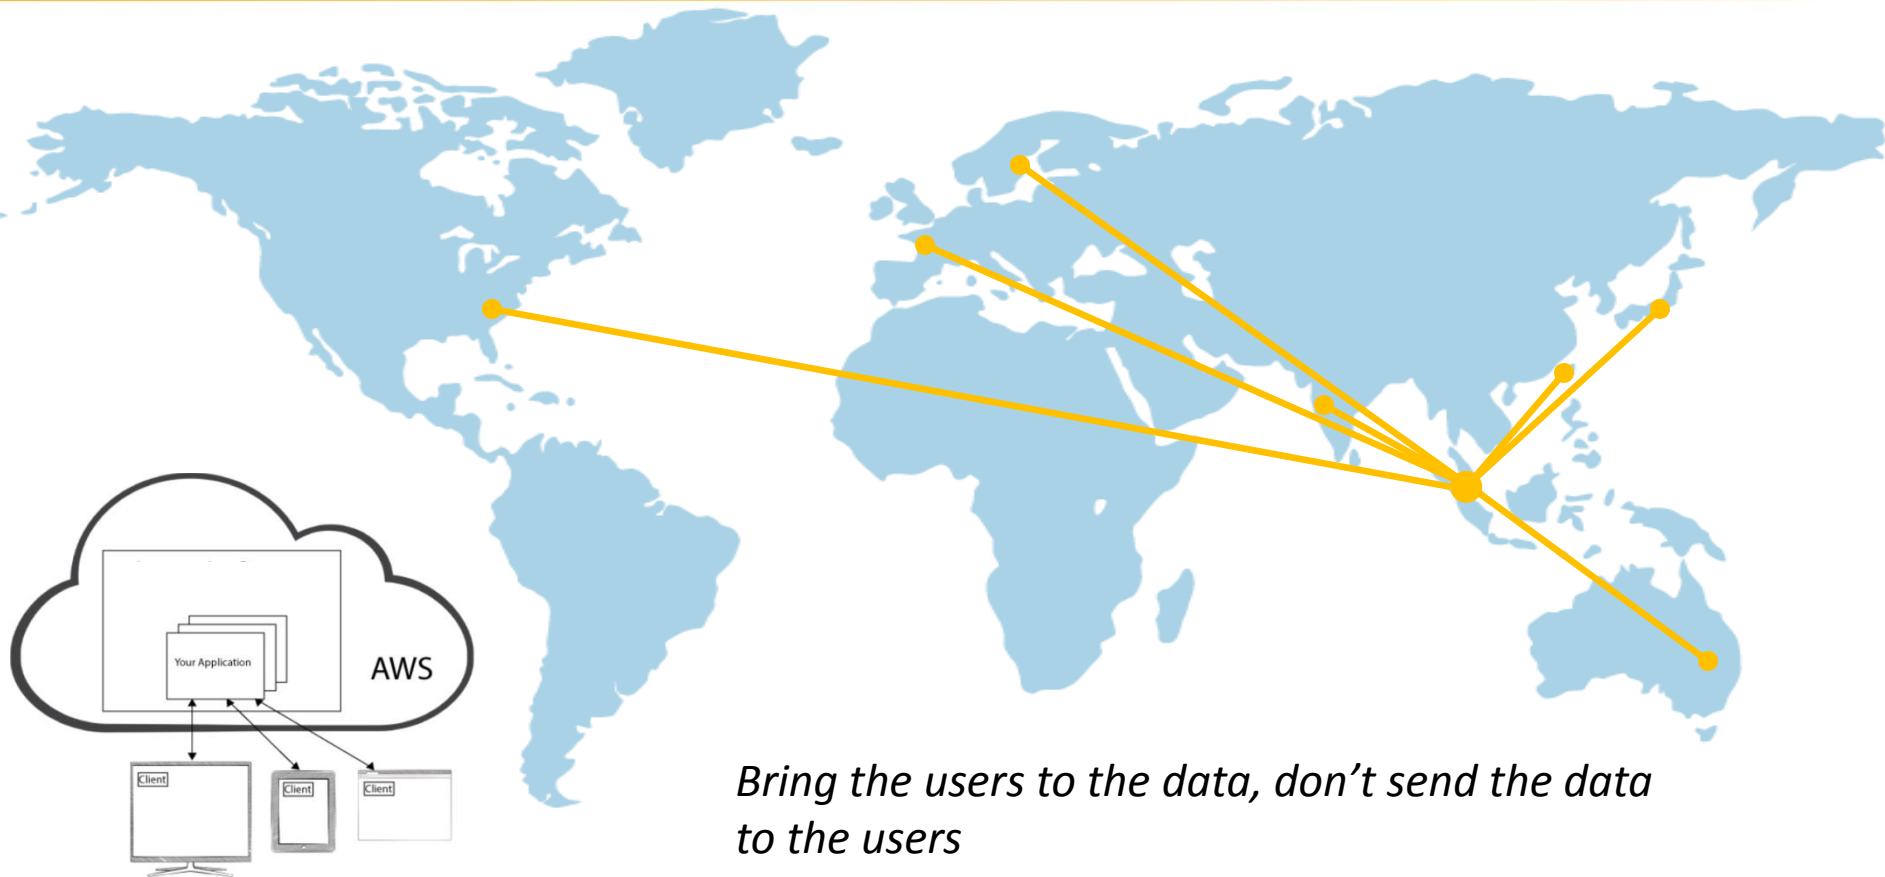 Your Application
AWS
Client
Client
Client
Bring the users to the data, don’t send the data
to the users